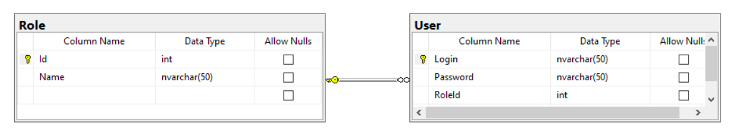 Role
Column Name Data Type Allow Nulls
Id int
Name nvarchar(50)
User
Column Name Data Type Allow Null:
Login nvarchar(50)
Password nvarchar(50)
RoleId int